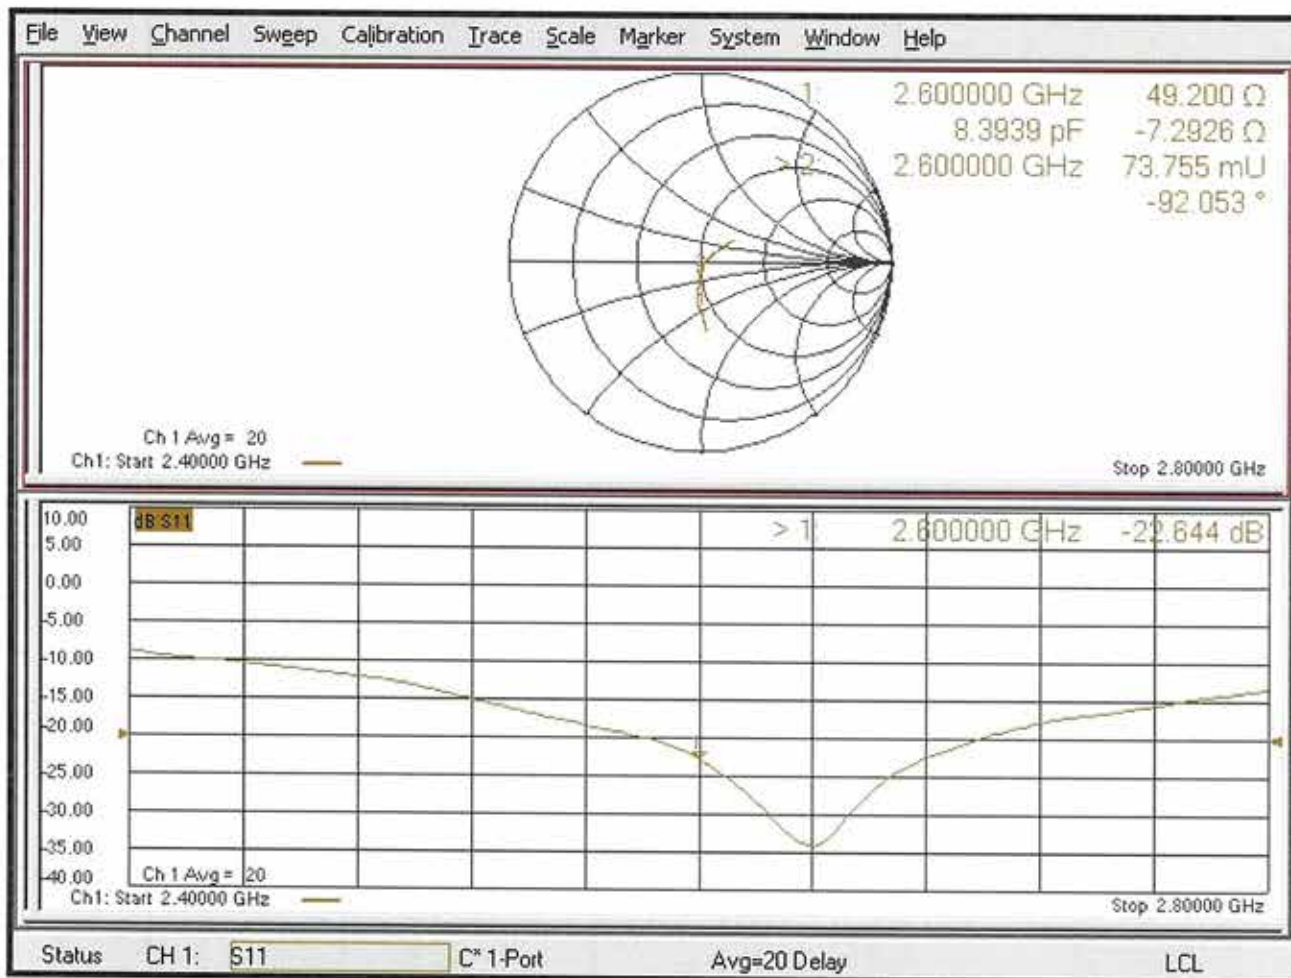 File View Channel Sweep Calibration Trace Scale Marker System Window Help
1: 2.600000 GHz 49.200 Ω
8.3939 pF -7.2926 Ω
> 2: 2.600000 GHz 73.755 mU
-92.053 °
Ch 1 Avg = 20
Ch1: Start 2.40000 GHz
Stop 2.80000 GHz
dB S11
> 1: 2.600000 GHz -22.644 dB
10.00
5.00
0.00
-5.00
-10.00
-15.00
-20.00
-25.00
-30.00
-35.00
-40.00
1
Ch 1 Avg = 20
Ch1: Start 2.40000 GHz
Stop 2.80000 GHz
Status CH 1: S11 C* 1-Port Avg=20 Delay LCL